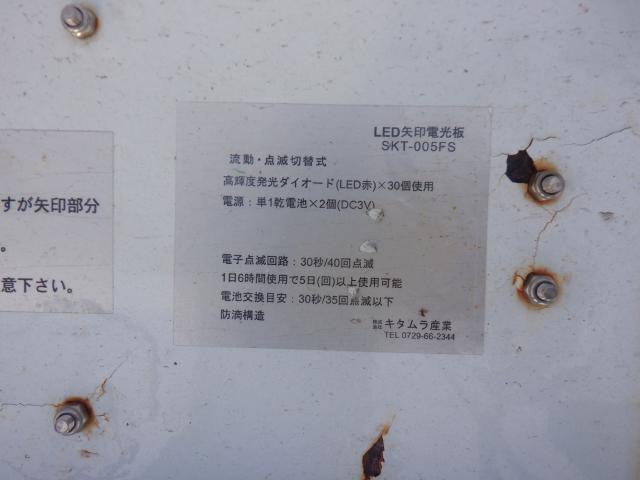 LED矢印電光板
SKT-005FS
流動・点滅切替式
高輝度発光ダイオード(LED赤)×30個使用
電源：単1乾電池×2個(DC3V)
電子点滅回路：30秒/40回点滅
1日6時間使用で5日(回)以上使用可能
電池交換目安：30秒/35回点滅以下
防滴構造
株式会社 キタムラ産業
TEL 0729-66-2344
すが矢印部分
。
意下さい。